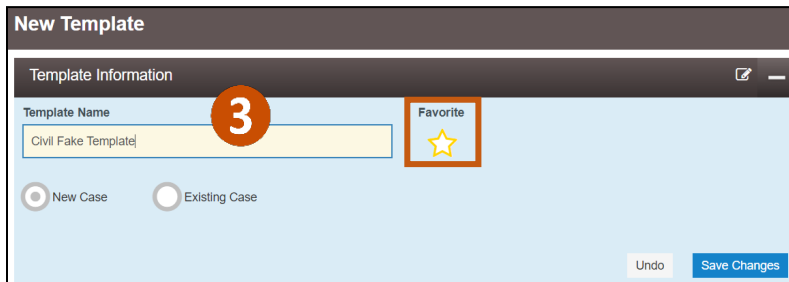 New Template
Template Information
3
Template Name
Favorite
Civil Fake Template
New Case
Existing Case
Undo
Save Changes